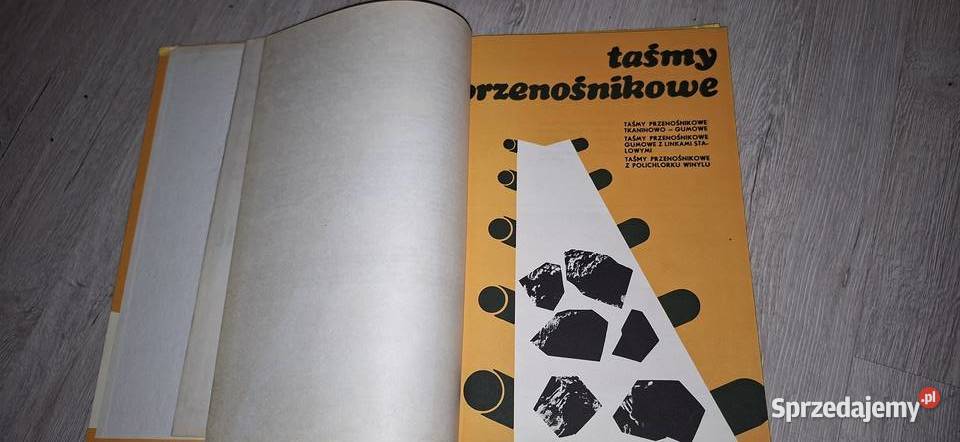 taśmy
przenośnikowe
TAŚMY PRZENOŚNIKOWE
TKANINOWO – GUMOWE
TAŚMY PRZENOŚNIKOWE
GUMOWE Z LINKAMI STA-
LOWYMI
TAŚMY PRZENOŚNIKOWE
Z POLICHLORKU WINYLU
Sprzedajemy.pl